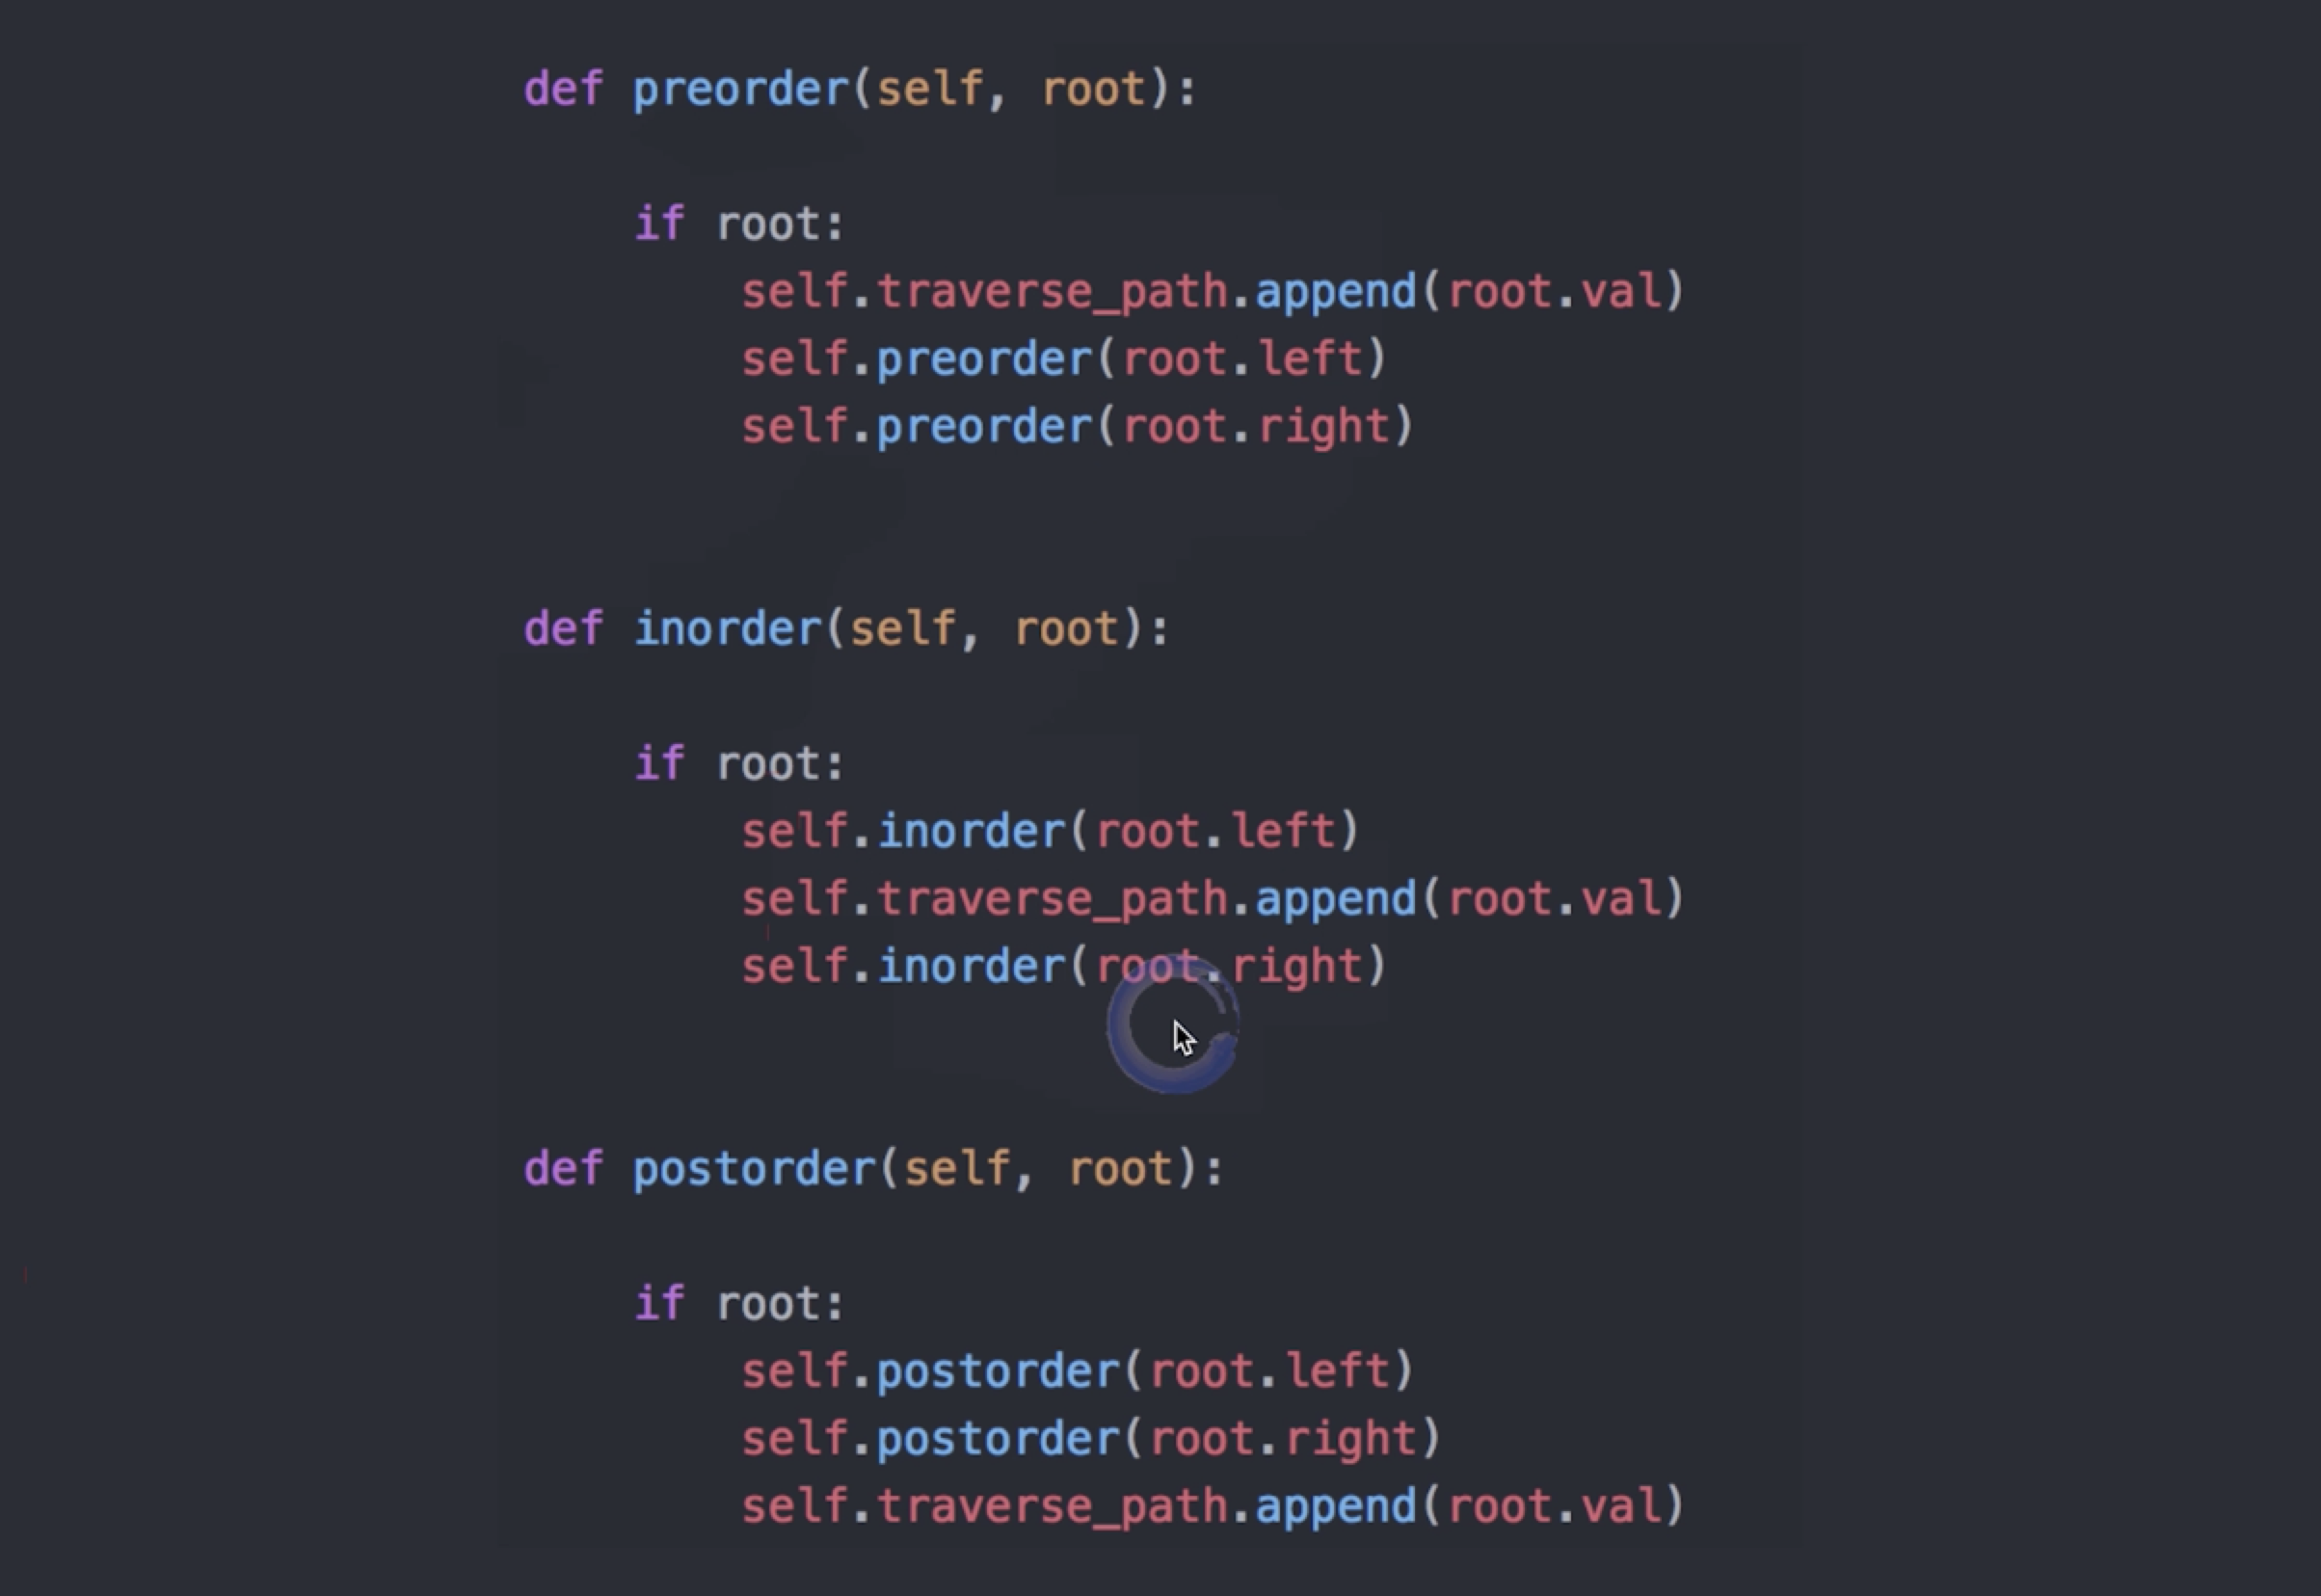 def preorder(self, root):
if root:
self.traverse_path.append(root.val)
self.preorder(root.left)
self.preorder(root.right)
def inorder(self, root):
if root:
self.inorder(root.left)
self.traverse_path.append(root.val)
self.inorder(root.right)
def postorder(self, root):
if root:
self.postorder(root.left)
self.postorder(root.right)
self.traverse_path.append(root.val)